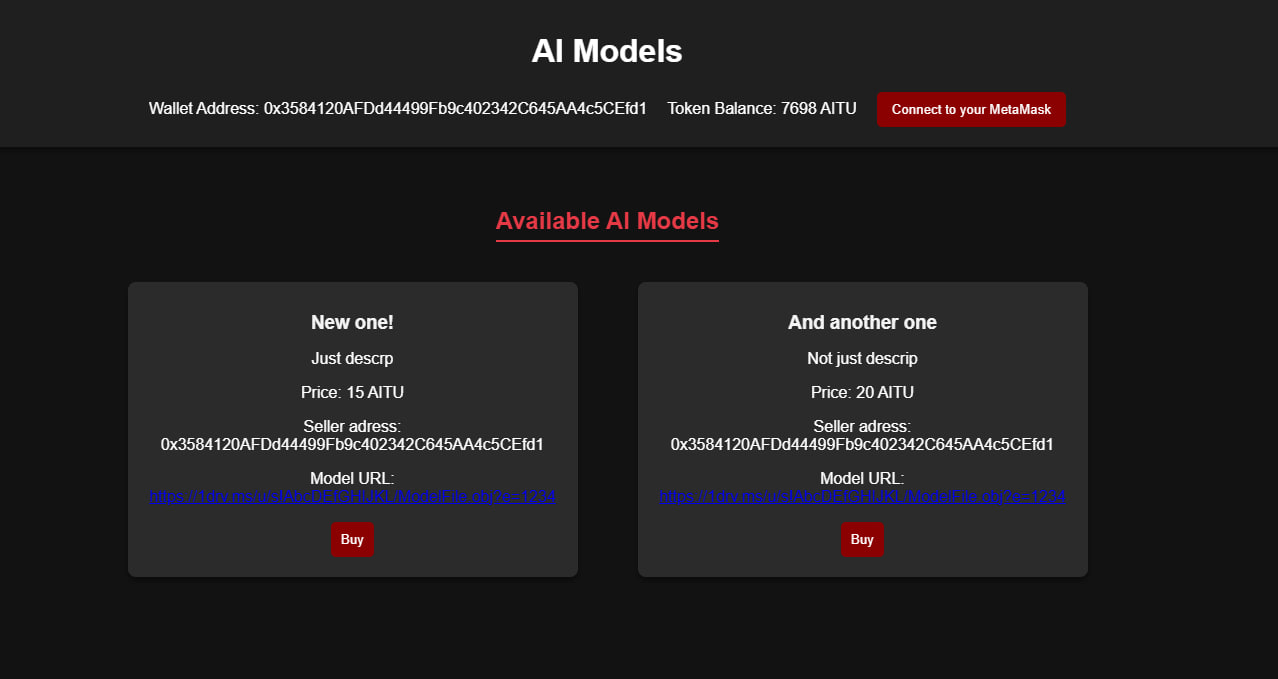 AI Models
Wallet Address: 0x3584120AFDd44499Fb9c402342C645AA4c5CEfd1 Token Balance: 7698 AITU Connect to your MetaMask
Available AI Models
New one!
Just descrp
Price: 15 AITU
Seller adress:
0x3584120AFDd44499Fb9c402342C645AA4c5CEfd1
Model URL:
https://1drv.ms/u/s!AbcDEfGHIJKL/ModelFile.obj?e=1234
Buy
And another one
Not just descrip
Price: 20 AITU
Seller adress:
0x3584120AFDd44499Fb9c402342C645AA4c5CEfd1
Model URL:
https://1drv.ms/u/s!AbcDEfGHIJKL/ModelFile.obj?e=1234
Buy